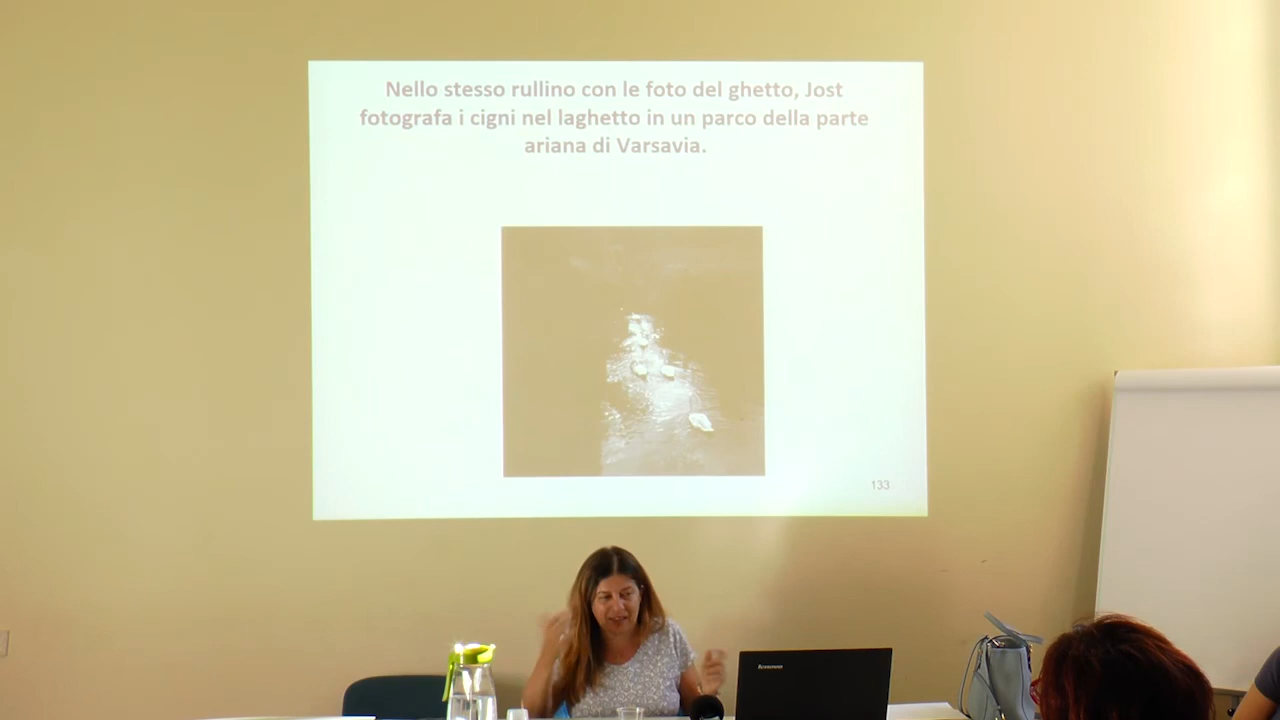 Nello stesso rullino con le foto del ghetto, Jost
fotografa i cigni nel laghetto in un parco della parte
ariana di Varsavia.
133
lenovo